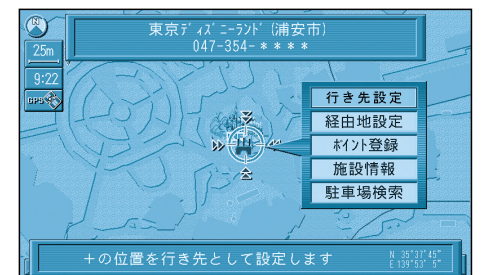 東京ディズニーランド(浦安市)
047-354-****
25m
9:22
GPS
行き先設定
経由地設定
ポイント登録
施設情報
駐車場検索
+の位置を行き先として設定します
N 35°37'45"
E 139°53' 5"